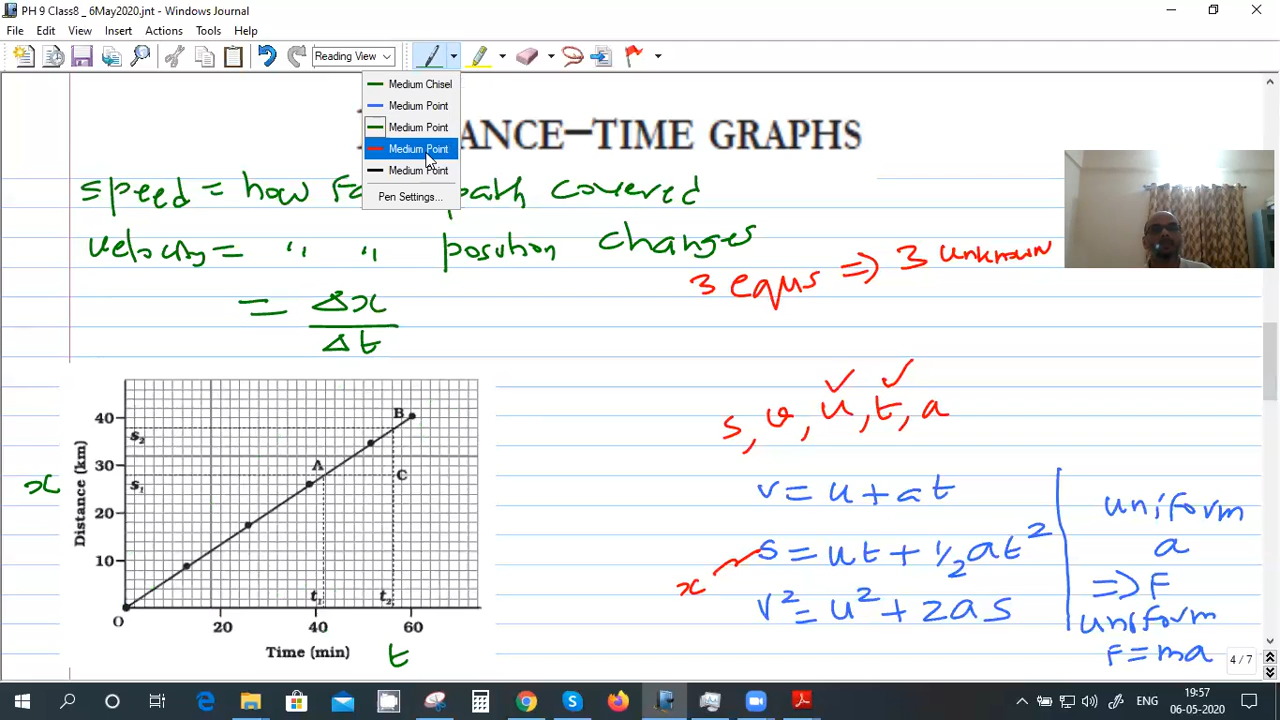 PH 9 Class8 _ 6May2020.jnt - Windows Journal
File Edit View Insert Actions Tools Help
Reading View
Medium Chisel
Medium Point
Medium Point
Medium Point
Medium Point
Pen Settings...
ANCE–TIME GRAPHS
speed = how fa path covered
velocity = " " position changes
= Δx
Δt
3 equs ⇒ 3 unknown
s, v, u, t, a
v = u + at
s = ut + 1/2 at²
x
v² = u² + 2as
uniform
a
⇒ F
uniform
F = ma
x
Distance (km)
40
30
20
10
O
20 40 60
Time (min)
t
s₂
s₁
A
B
C
t₁ t₂
4 / 7
ENG
19:57
06-05-2020